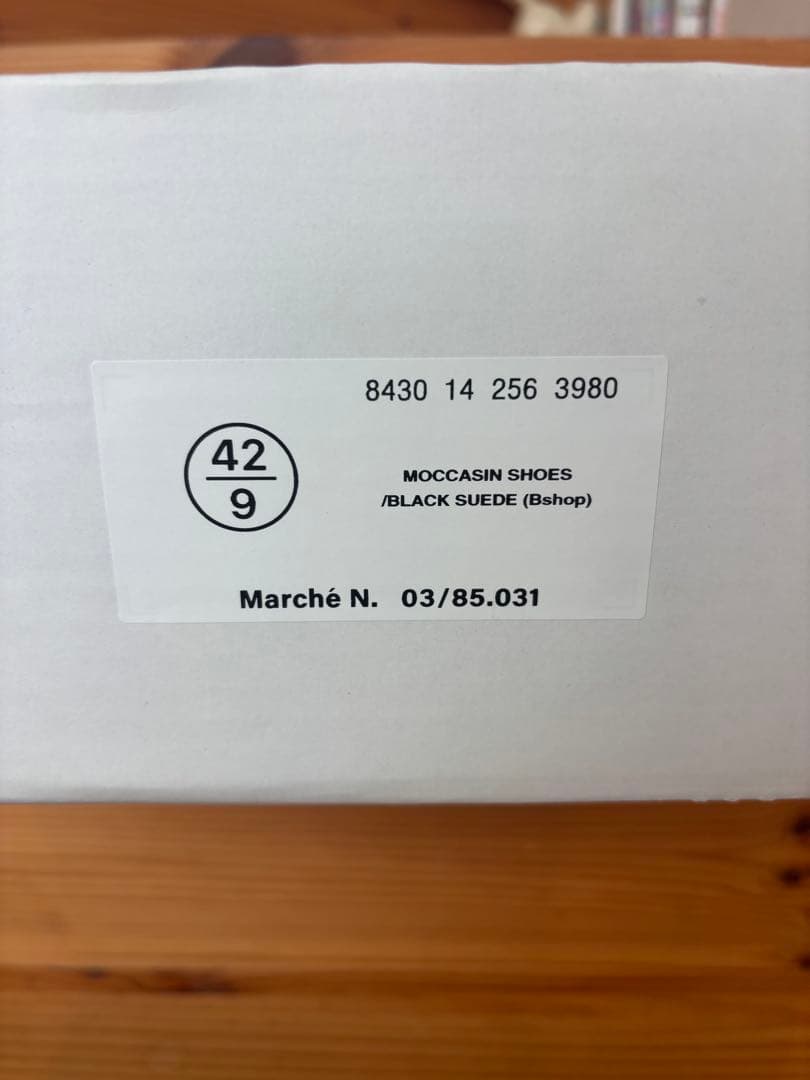 8430 14 256 3980
42
9
MOCCASIN SHOES
/BLACK SUEDE (Bshop)
Marché N. 03/85.031